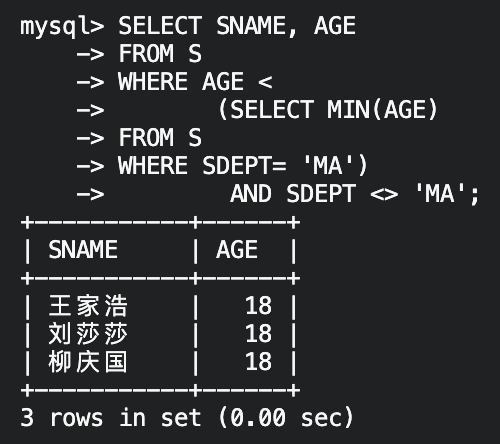 mysql> SELECT SNAME, AGE
    -> FROM S
    -> WHERE AGE <
    ->        (SELECT MIN(AGE)
    -> FROM S
    -> WHERE SDEPT= 'MA')
    ->         AND SDEPT <> 'MA';
+-----------+------+
| SNAME     | AGE  |
+-----------+------+
| 王家浩    |   18 |
| 刘莎莎    |   18 |
| 柳庆国    |   18 |
+-----------+------+
3 rows in set (0.00 sec)